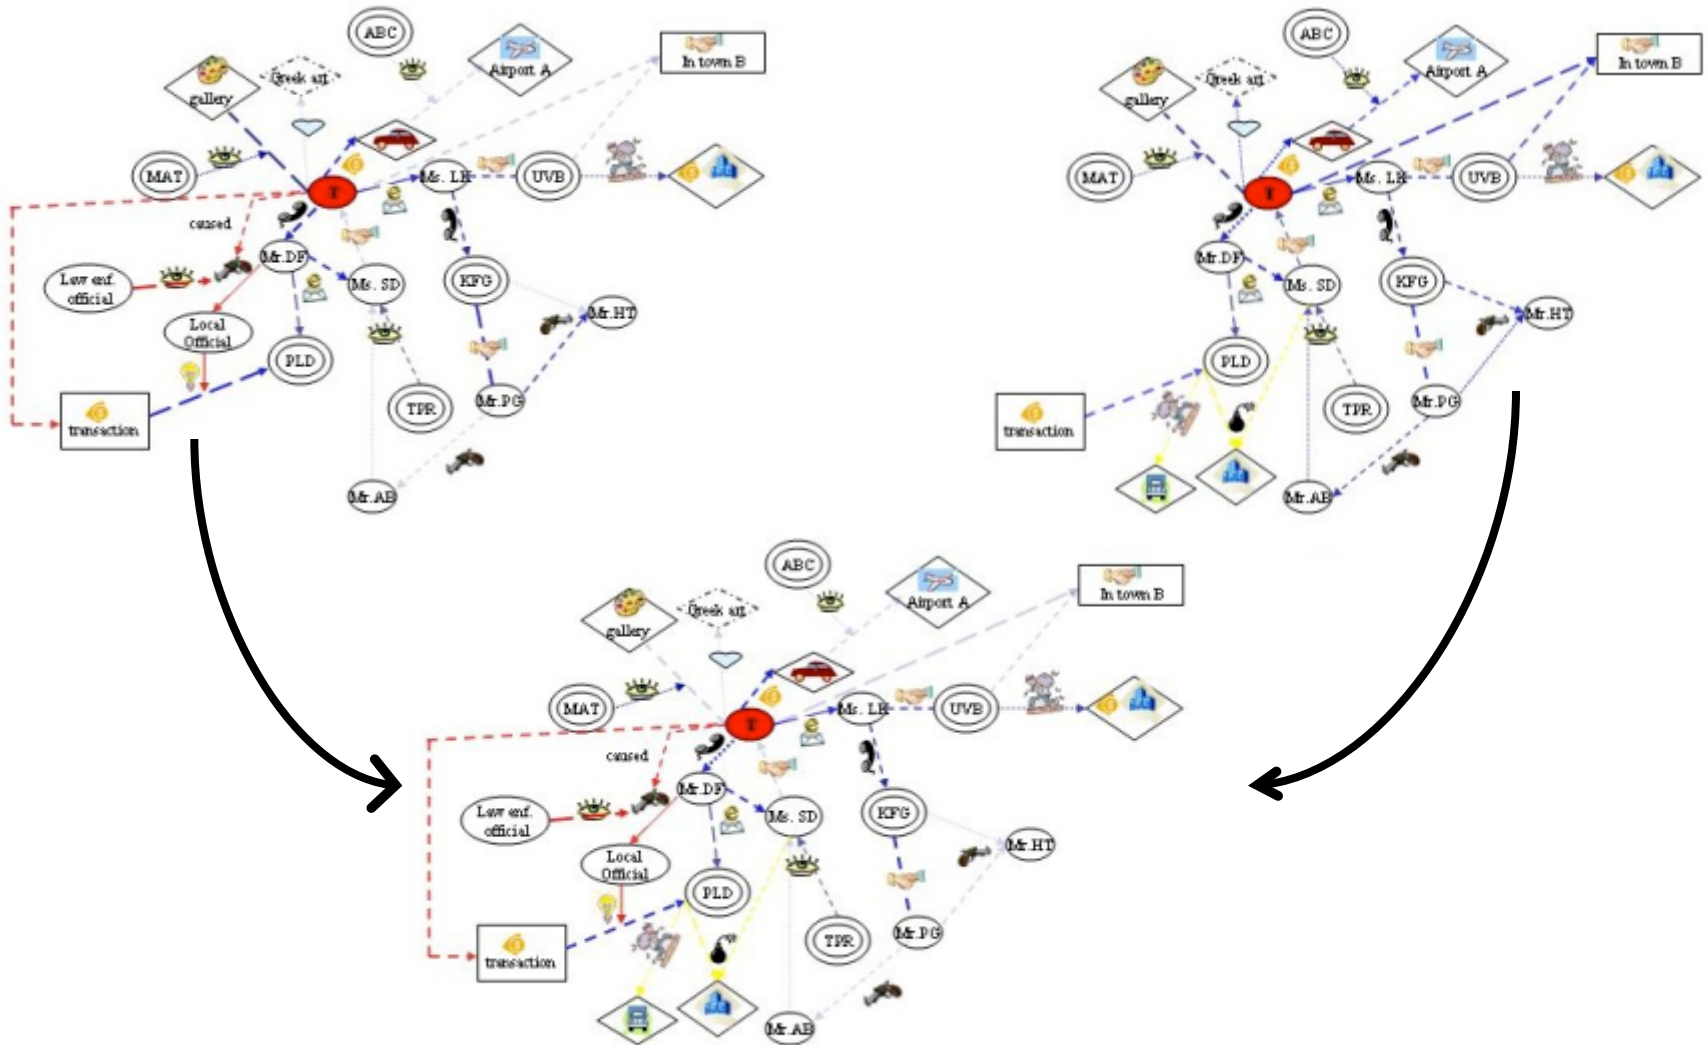 ABC
Airport A
In town B
gallery
Greek art
MAT
T
Ms. LK
UVB
caused
Mr.DF
Law enf.
official
Ms. SD
KFG
Mr.HT
Local
Official
PLD
TPR
Mr.PG
transaction
Mr.AB
ABC
Airport A
In town B
gallery
Greek art
MAT
T
Ms. LK
UVB
Mr.DF
Ms. SD
KFG
Mr.HT
PLD
TPR
Mr.PG
transaction
Mr.AB
ABC
Airport A
In town B
gallery
Greek art
MAT
T
Ms. LK
UVB
caused
Mr.DF
Law enf.
official
Ms. SD
KFG
Mr.HT
Local
Official
PLD
TPR
Mr.PG
transaction
Mr.AB